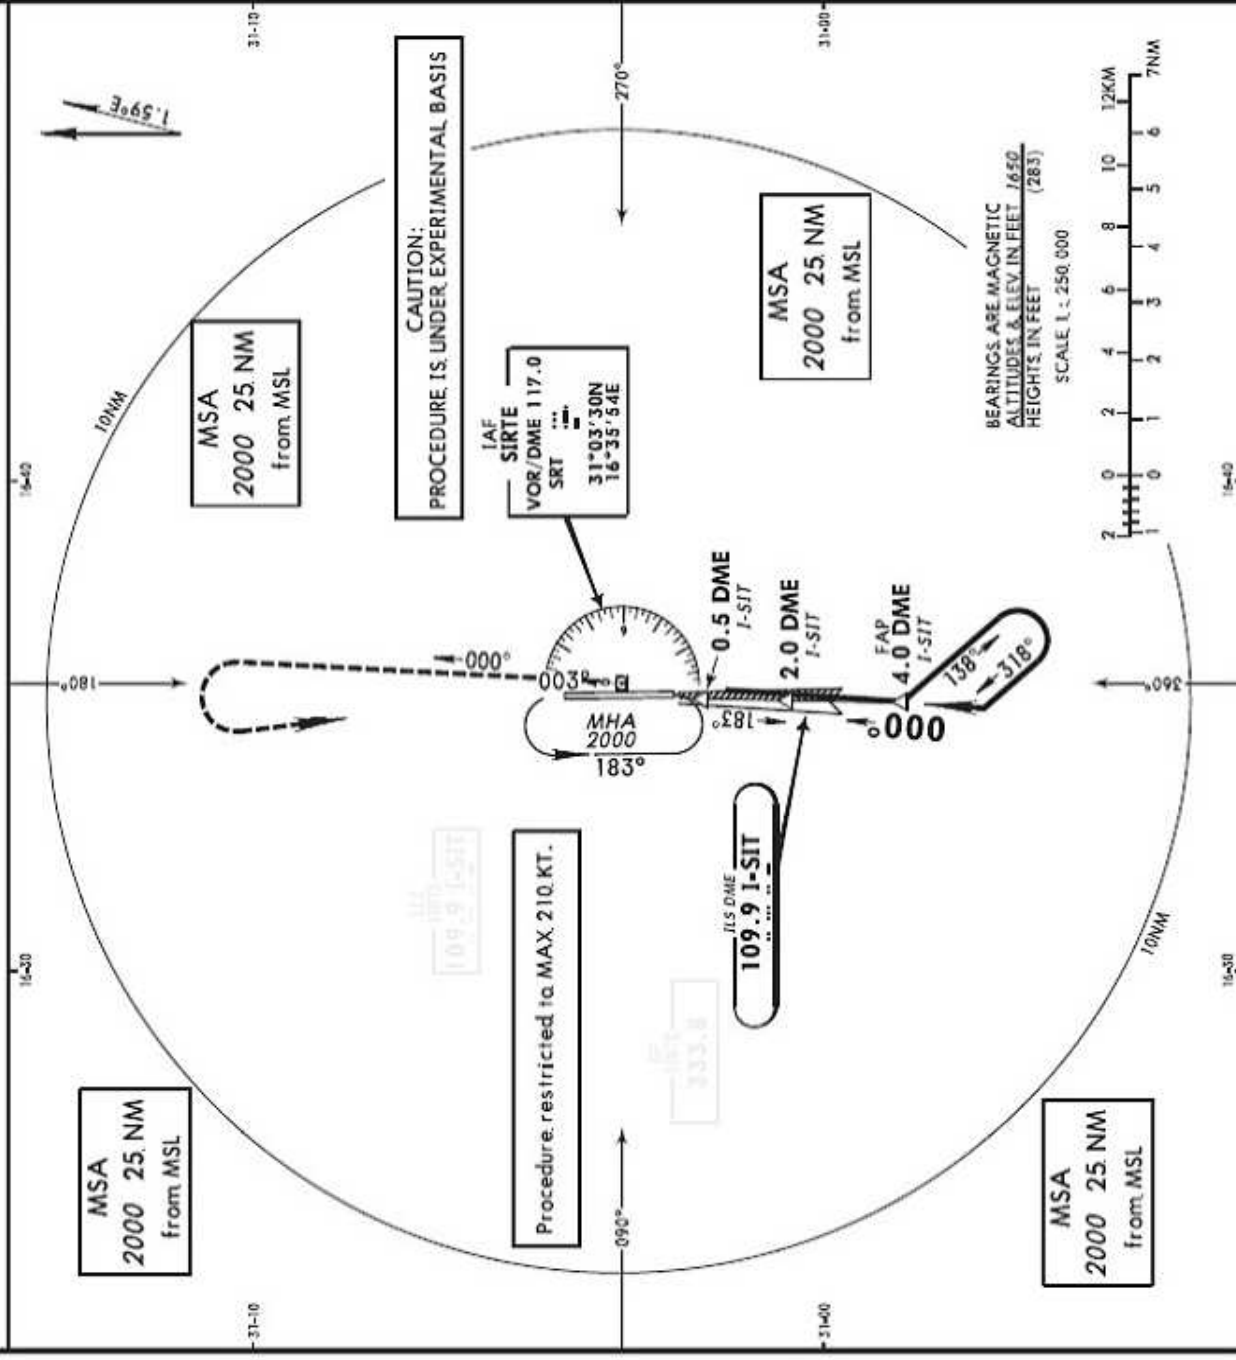 31-10
31-00
1.59°E
270°
CAUTION:
PROCEDURE IS UNDER EXPERIMENTAL BASIS
MSA
2000 25 NM
from MSL
10NM
16-40
MSA
2000 25 NM
from MSL
IAF
SIRTE
VOR/DME 117.0
SRT
31°03'30N
16°35'54E
BEARINGS ARE MAGNETIC
ALTITUDES & ELEV IN FEET 1650
HEIGHTS IN FEET (283)
SCALE 1 : 250 000
2 0 2 4 6 8 10 12KM
1 0 1 2 3 4 5 6 7NM
16-40
180°
000°
003°
MHA
2000
183°
0.5 DME
I-SIT
2.0 DME
I-SIT
FAP
4.0 DME
I-SIT
183°
000°
138°
318°
360°
ILS DME
109.9 I-SIT
Procedure restricted to MAX 210 KT.
109.9 I-SIT
16-30
10NM
16-30
090°
MSA
2000 25 NM
from MSL
MSA
2000 25 NM
from MSL
31-10
31-00